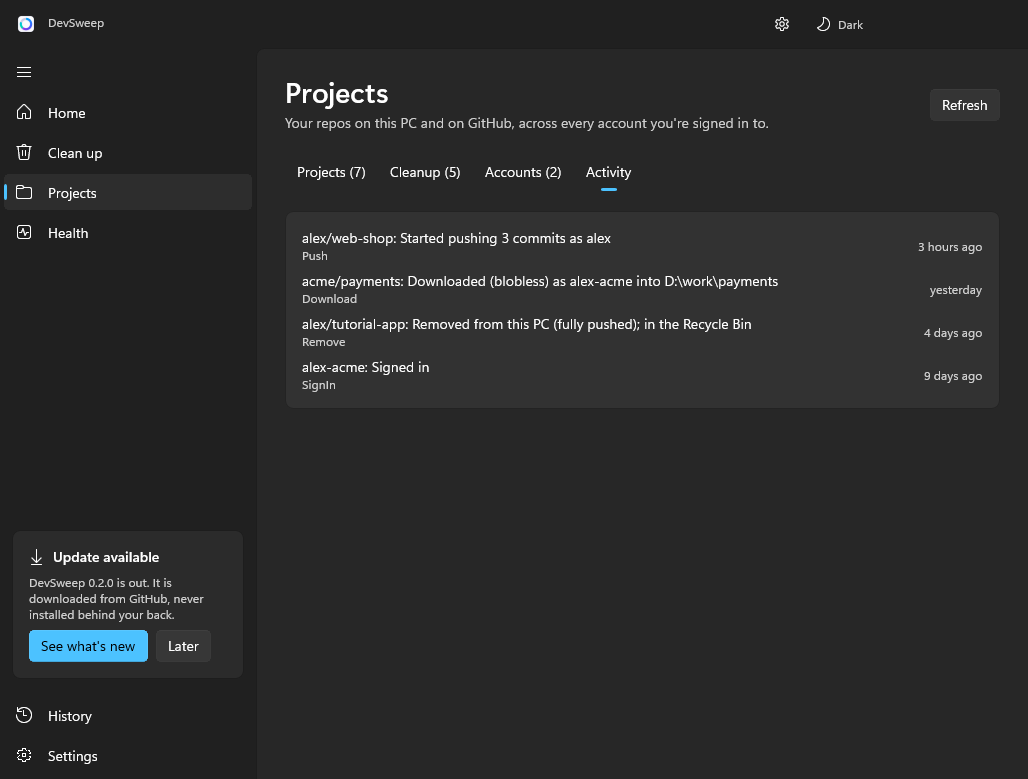 DevSweep
Dark
Home
Clean up
Projects
Health
Projects
Your repos on this PC and on GitHub, across every account you're signed in to.
Refresh
Projects (7)
Cleanup (5)
Accounts (2)
Activity
alex/web-shop: Started pushing 3 commits as alex
Push
3 hours ago
acme/payments: Downloaded (blobless) as alex-acme into D:\work\payments
Download
yesterday
alex/tutorial-app: Removed from this PC (fully pushed); in the Recycle Bin
Remove
4 days ago
alex-acme: Signed in
SignIn
9 days ago
Update available
DevSweep 0.2.0 is out. It is
downloaded from GitHub, never
installed behind your back.
See what's new
Later
History
Settings